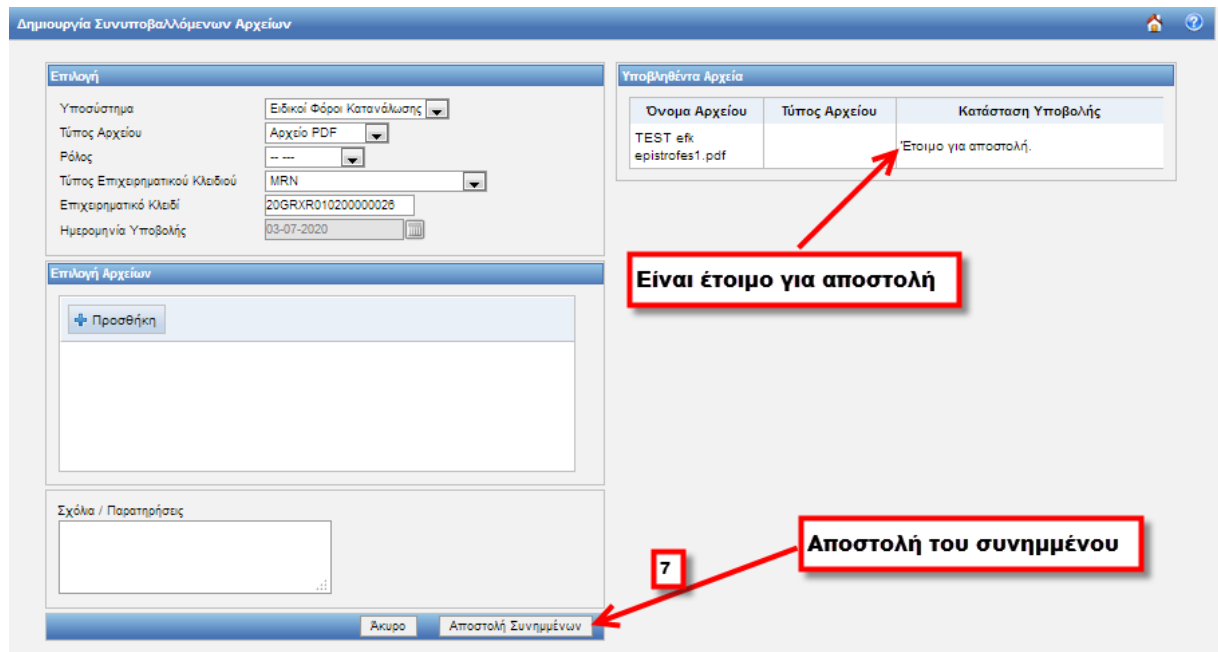 Δημιουργία Συνυποβαλλόμενων Αρχείων
Επιλογή
Υποσύστημα Ειδικοί Φόροι Κατανάλωσης
Τύπος Αρχείου Αρχείο PDF
Ρόλος -- ---
Τύπος Επιχειρηματικού Κλειδιού MRN
Επιχειρηματικό Κλειδί 20GRXR010200000026
Ημερομηνία Υποβολής 03-07-2020
Επιλογή Αρχείων
Προσθήκη
Σχόλια / Παρατηρήσεις
Άκυρο Αποστολή Συνημμένων
Υποβληθέντα Αρχεία
Όνομα Αρχείου Τύπος Αρχείου Κατάσταση Υποβολής
TEST efk
epistrofes1.pdf
Έτοιμο για αποστολή.
Είναι έτοιμο για αποστολή
Αποστολή του συνημμένου
7